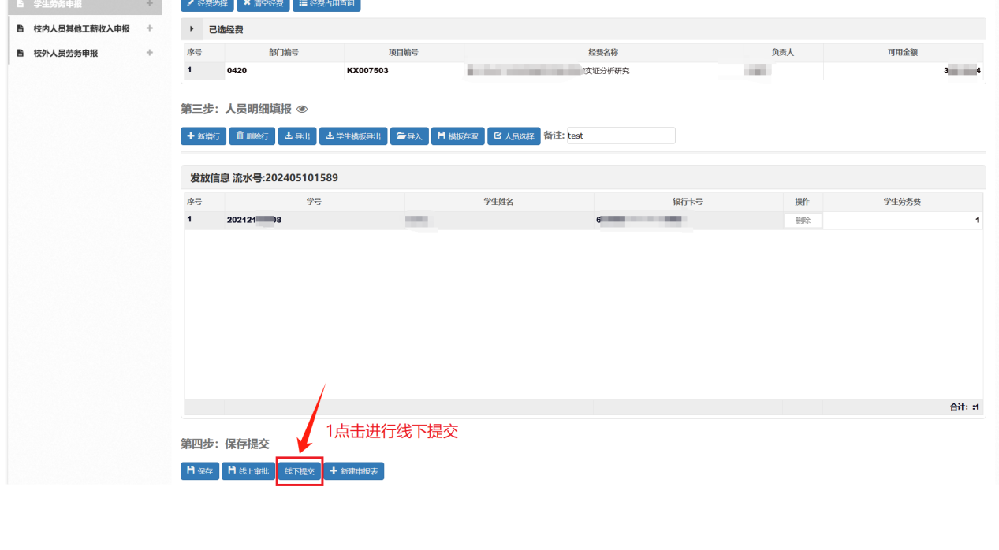 学生劳务申报
经费选择 清空经费 经费占用查询
校内人员其他工薪收入申报
已选经费
校外人员劳务申报
序号 部门编号 项目编号 经费名称 负责人 可用金额
1 0420 KX007503 实证分析研究 3 4
第三步：人员明细填报
新增行 删除行 导出 学生模板导出 导入 模板存取 人员选择 备注: test
发放信息 流水号:202405101589
序号 学号 学生姓名 银行卡号 操作 学生劳务费
1 202121 08 6 删除 1
合计: :1
1点击进行线下提交
第四步：保存提交
保存 线上审批 线下提交 新建申报表